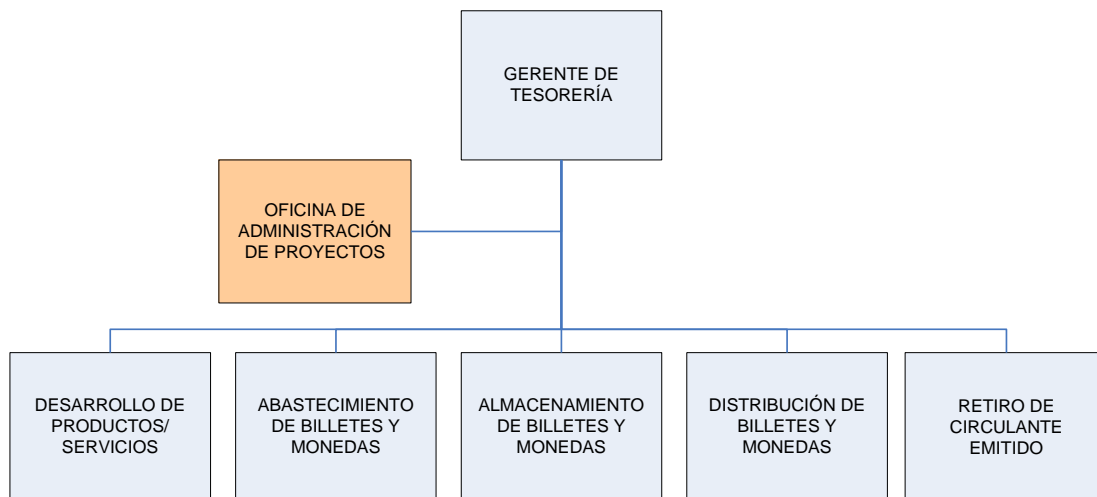 GERENTE DE
TESORERÍA
OFICINA DE
ADMINISTRACIÓN
DE PROYECTOS
DESARROLLO DE
PRODUCTOS/
SERVICIOS
ABASTECIMIENTO
DE BILLETES Y
MONEDAS
ALMACENAMIENTO
DE BILLETES Y
MONEDAS
DISTRIBUCIÓN DE
BILLETES Y
MONEDAS
RETIRO DE
CIRCULANTE
EMITIDO